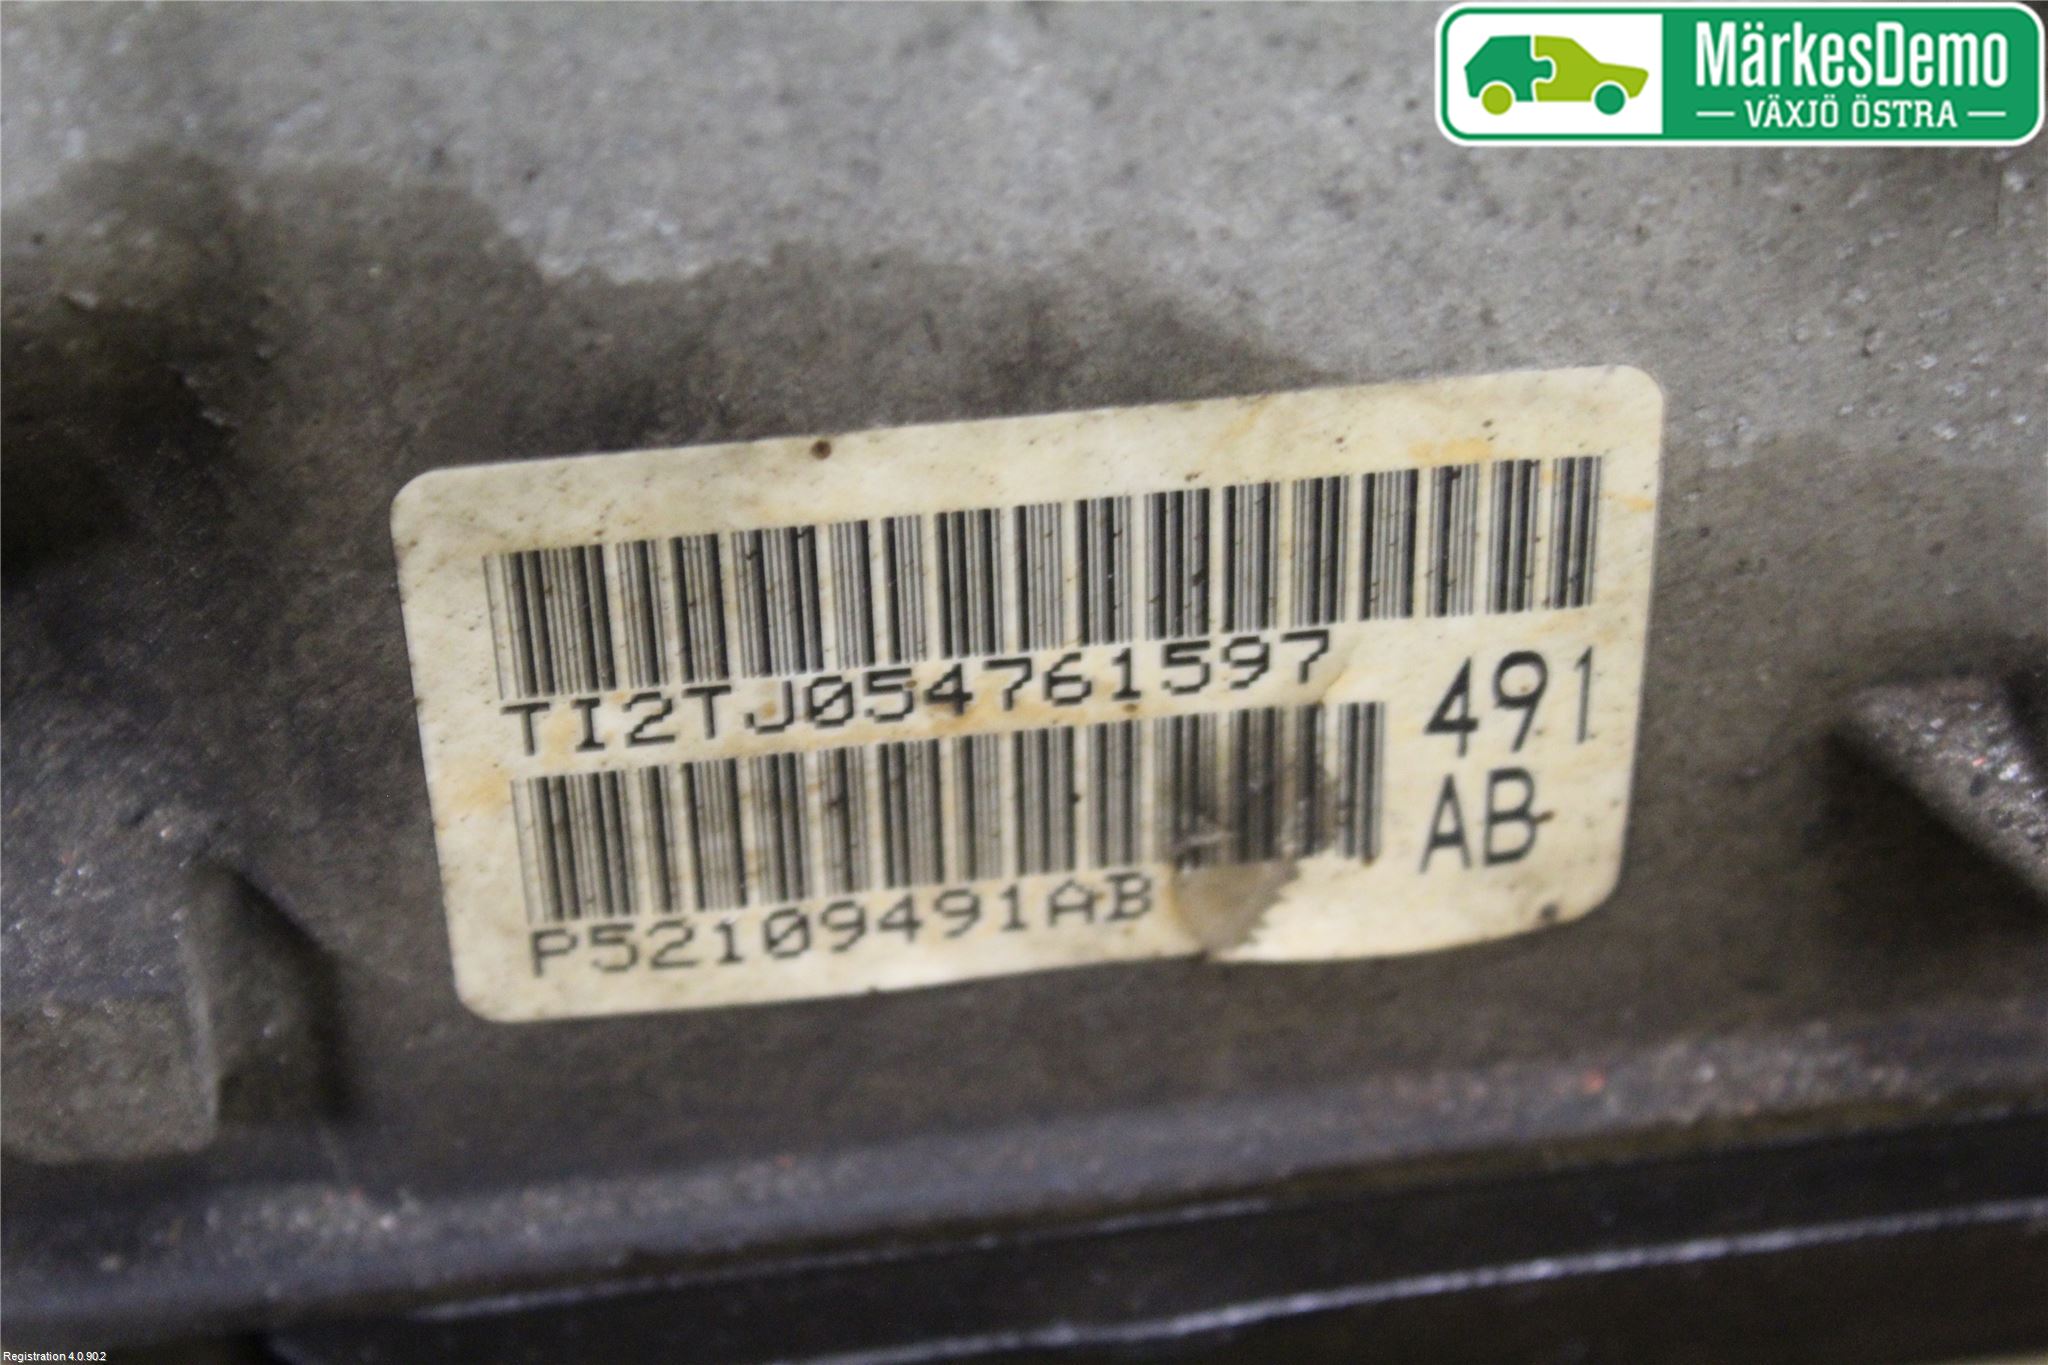 MärkesDemo
VÄXJÖ ÖSTRA
TI2TJ054761597
491
AB
P52109491AB
Registration 4.0.90.2